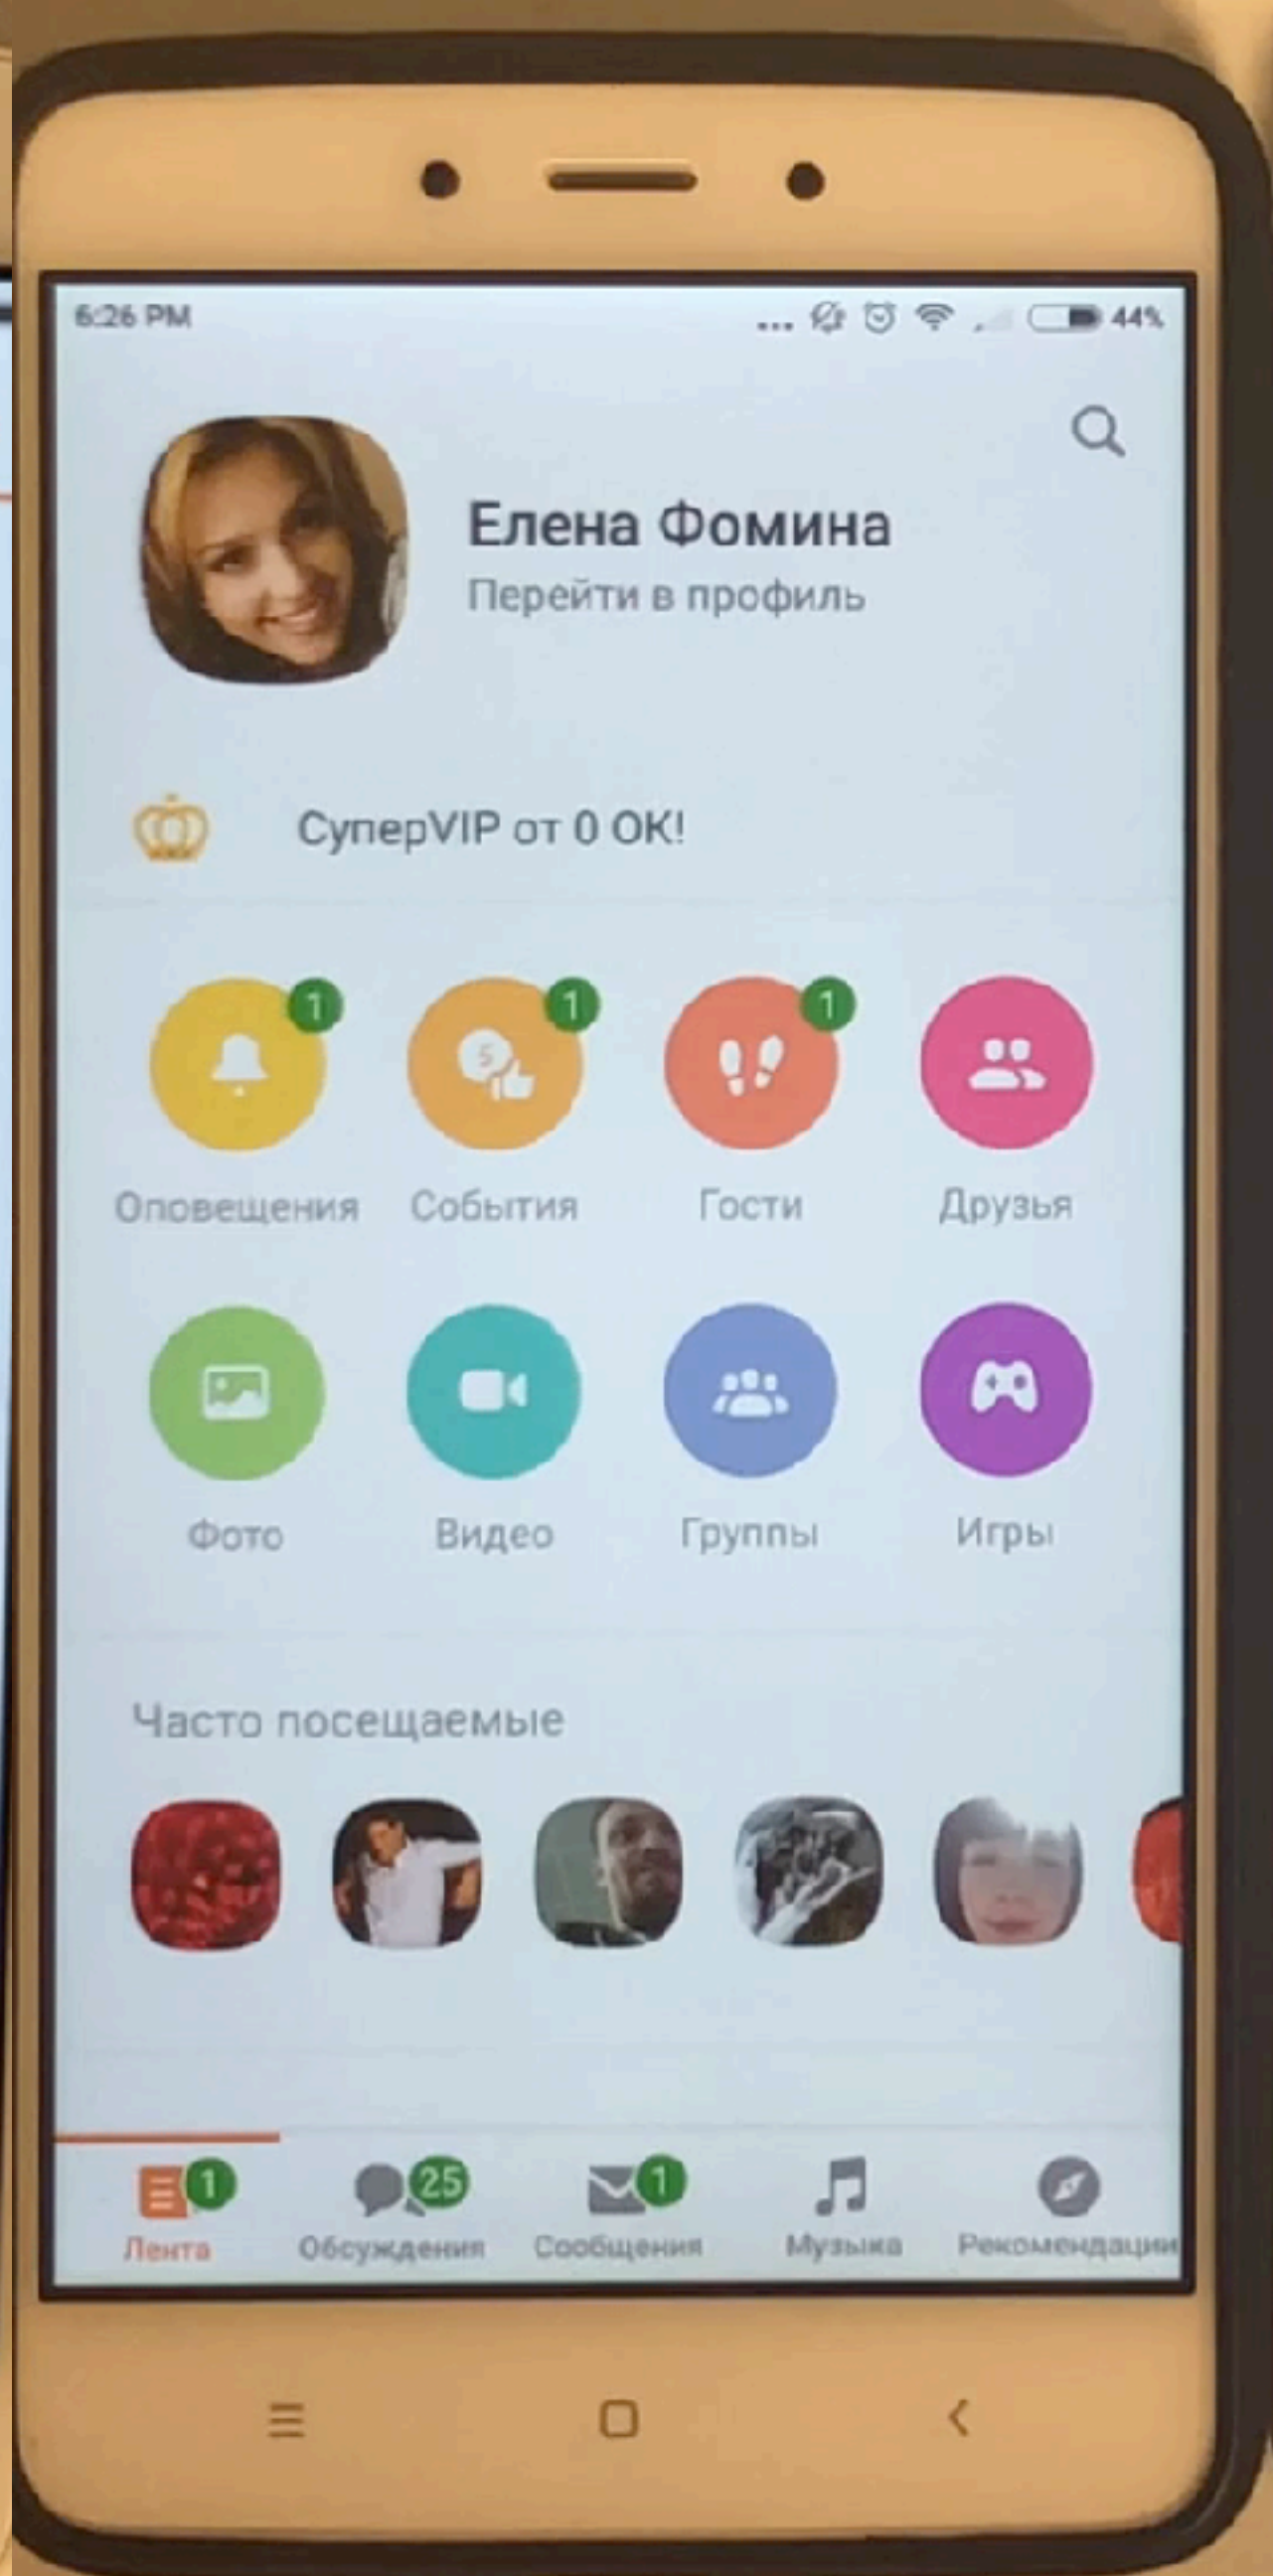 6:26 PM
44%
Елена Фомина
Перейти в профиль
СуперVIP от 0 ОК!
1 1 1
5
Оповещения События Гости Друзья
Фото Видео Группы Игры
Часто посещаемые
1 25 1
Лента Обсуждения Сообщения Музыка Рекомендации